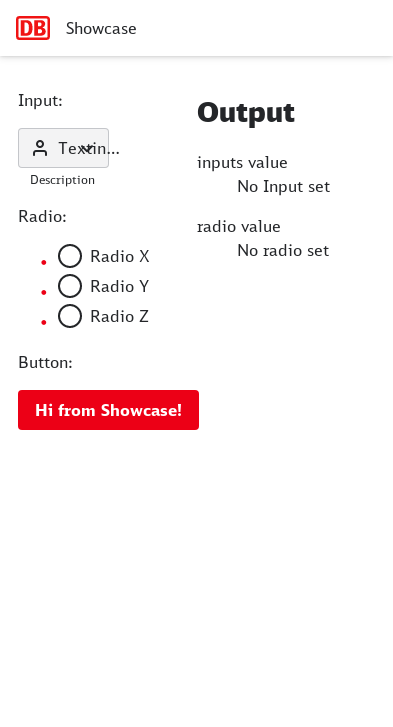 DB Showcase
Input:
Description
Radio:
Radio X
Radio Y
Radio Z
Button:
Hi from Showcase!
Output
inputs value
No Input set
radio value
No radio set